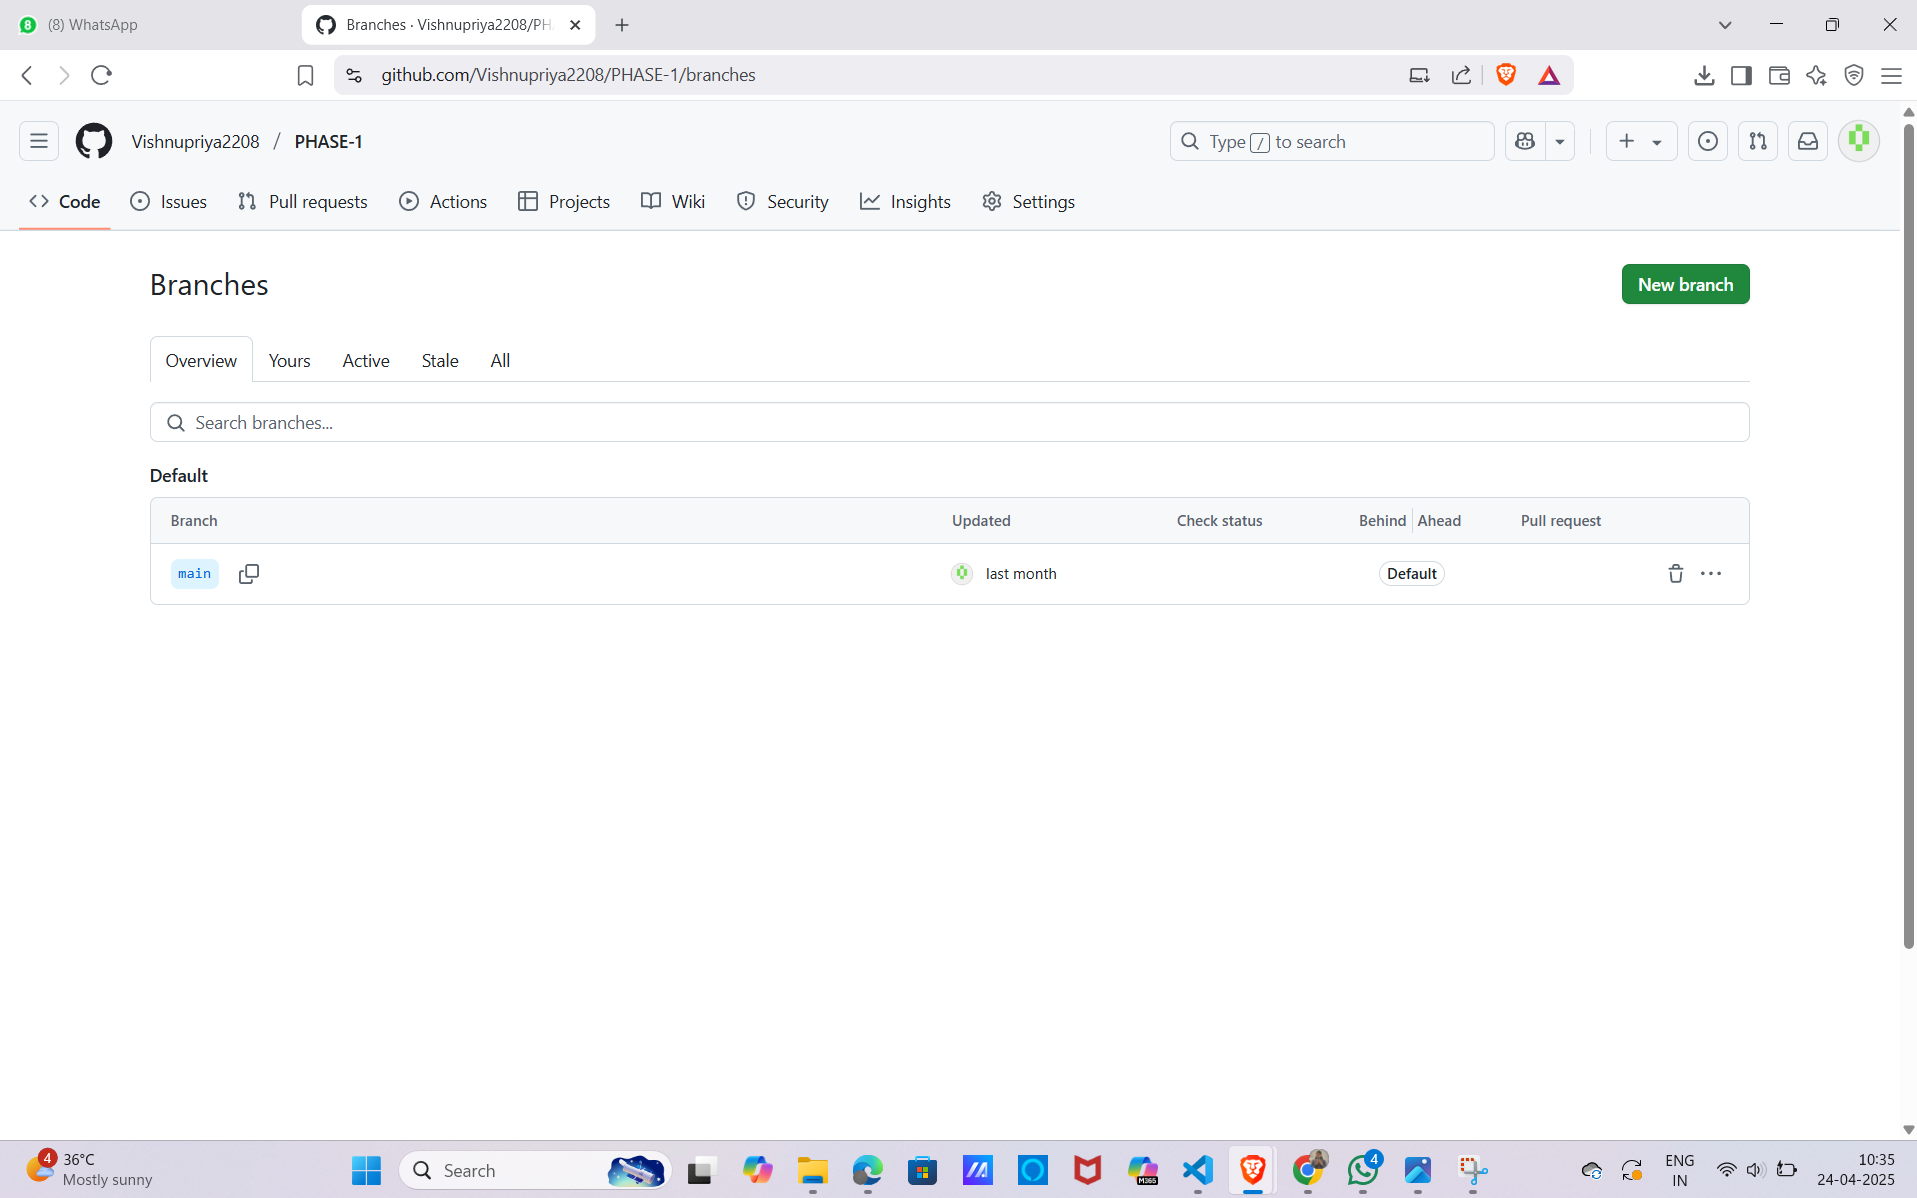 (8) WhatsApp
Branches · Vishnupriya2208/PH
github.com/Vishnupriya2208/PHASE-1/branches
Vishnupriya2208 / PHASE-1
Type / to search
Code Issues Pull requests Actions Projects Wiki Security Insights Settings
Branches
New branch
Overview Yours Active Stale All
Search branches...
Default
Branch Updated Check status Behind Ahead Pull request
main last month Default
4 36°C
Mostly sunny
Search
M365
4
ENG
IN
10:35
24-04-2025